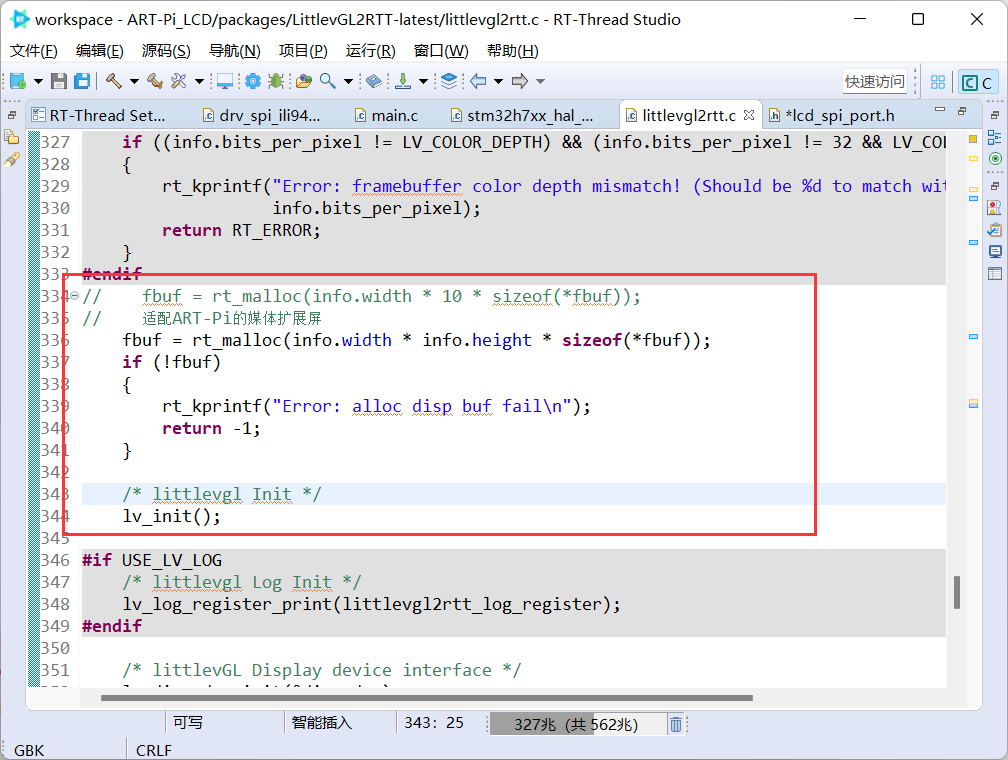 workspace - ART-Pi_LCD/packages/LittlevGL2RTT-latest/littlevgl2rtt.c - RT-Thread Studio
文件(F) 编辑(E) 源码(S) 导航(N) 项目(P) 运行(R) 窗口(W) 帮助(H)
快速访问 C
RT-Thread Set... drv_spi_ili94... main.c stm32h7xx_hal_... littlevgl2rtt.c *lcd_spi_port.h
327 if ((info.bits_per_pixel != LV_COLOR_DEPTH) && (info.bits_per_pixel != 32 && LV_COL
328 {
329 rt_kprintf("Error: framebuffer color depth mismatch! (Should be %d to match wit
330 info.bits_per_pixel);
331 return RT_ERROR;
332 }
333 #endif
334 // fbuf = rt_malloc(info.width * 10 * sizeof(*fbuf));
335 // 适配ART-Pi的媒体扩展屏
336 fbuf = rt_malloc(info.width * info.height * sizeof(*fbuf));
337 if (!fbuf)
338 {
339 rt_kprintf("Error: alloc disp buf fail\n");
340 return -1;
341 }
342
343 /* littlevgl Init */
344 lv_init();
345
346 #if USE_LV_LOG
347 /* littlevgl Log Init */
348 lv_log_register_print(littlevgl2rtt_log_register);
349 #endif
350
351 /* littlevGL Display device interface */
可写 智能插入 343: 25 327兆 (共 562兆)
GBK CRLF